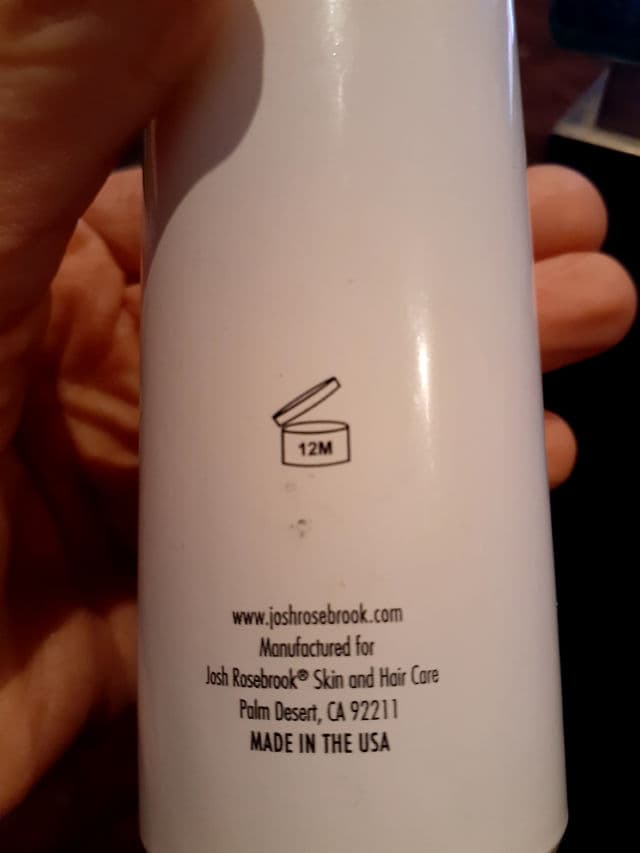 12M
www.joshrosebrook.com
Manufactured for
Josh Rosebrook® Skin and Hair Care
Palm Desert, CA 92211
MADE IN THE USA